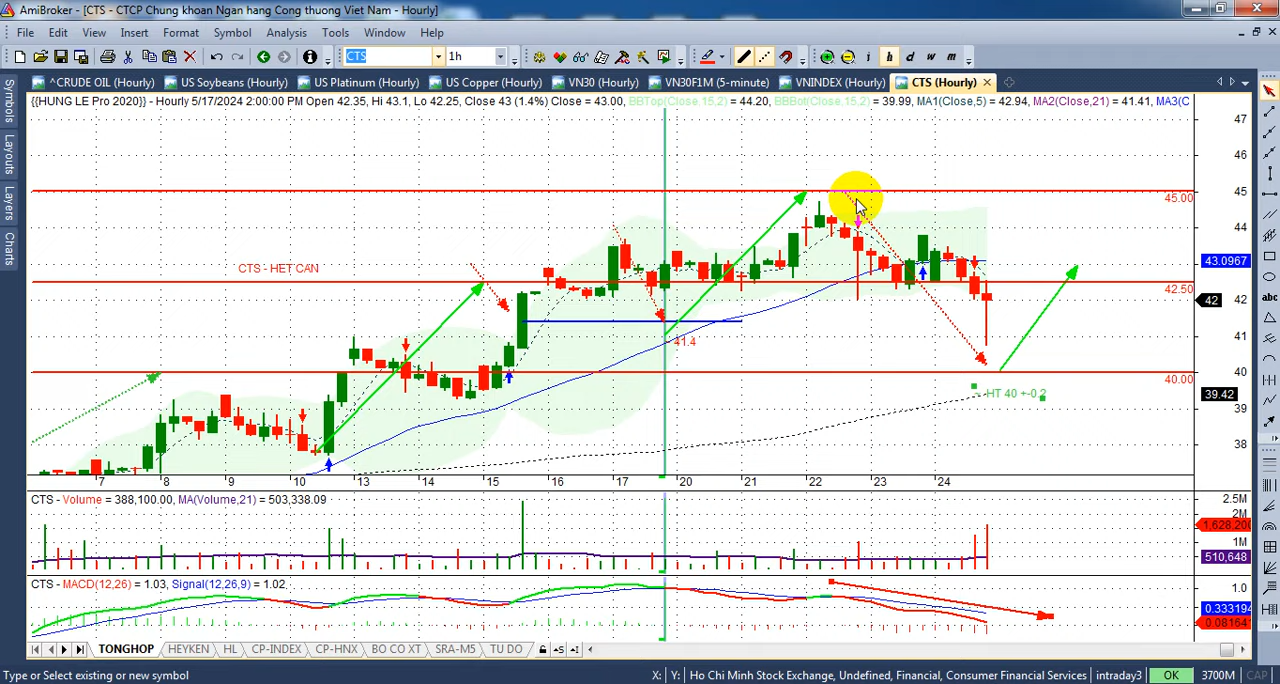 AmiBroker - [CTS - CTCP Chung khoan Ngan hang Cong thuong Viet Nam - Hourly]
File Edit View Insert Format Symbol Analysis Tools Window Help
CTS 1h i h d w m
^CRUDE OIL (Hourly) US Soybeans (Hourly) US Platinum (Hourly) US Copper (Hourly) VN30 (Hourly) VN30F1M (5-minute) VNINDEX (Hourly) CTS (Hourly)
Symbols
Layouts
Layers
Charts
{{HUNG LE Pro 2020}} - Hourly 5/17/2024 2:00:00 PM Open 42.35, Hi 43.1, Lo 42.25, Close 43 (1.4%) Close = 43.00, BBTop(Close,15,2) = 44.20, BBBot(Close,15,2) = 39.99, MA1(Close,5) = 42.94, MA2(Close,21) = 41.41, MA3(C
47
46
45
45.00
44
43.0967
CTS - HET CAN
42.50
42
41
41.4
40
40.00
HT 40 +-0.2
39.42
39
38
7 8 9 10 13 14 15 16 17 20 21 22 23 24
CTS - Volume = 388,100.00, MA(Volume,21) = 503,338.09
2.5M
2M
1,628,200
1M
510,648
CTS - MACD(12,26) = 1.03, Signal(12,26,9) = 1.02
1.0
0.333194
0.081641
TONGHOP HEYKEN HL CP-INDEX CP-HNX BO CO XT SRA-M5 TU DO
Type or Select existing or new symbol X: Y: Ho Chi Minh Stock Exchange, Undefined, Financial, Consumer Financial Services intraday3 OK 3700M CAP
abc